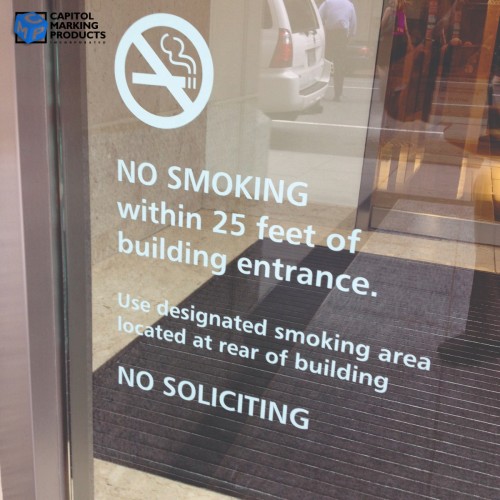 CAPITOL
MARKING
PRODUCTS
INCORPORATED
NO SMOKING
within 25 feet of
building entrance.
Use designated smoking area
located at rear of building
NO SOLICITING